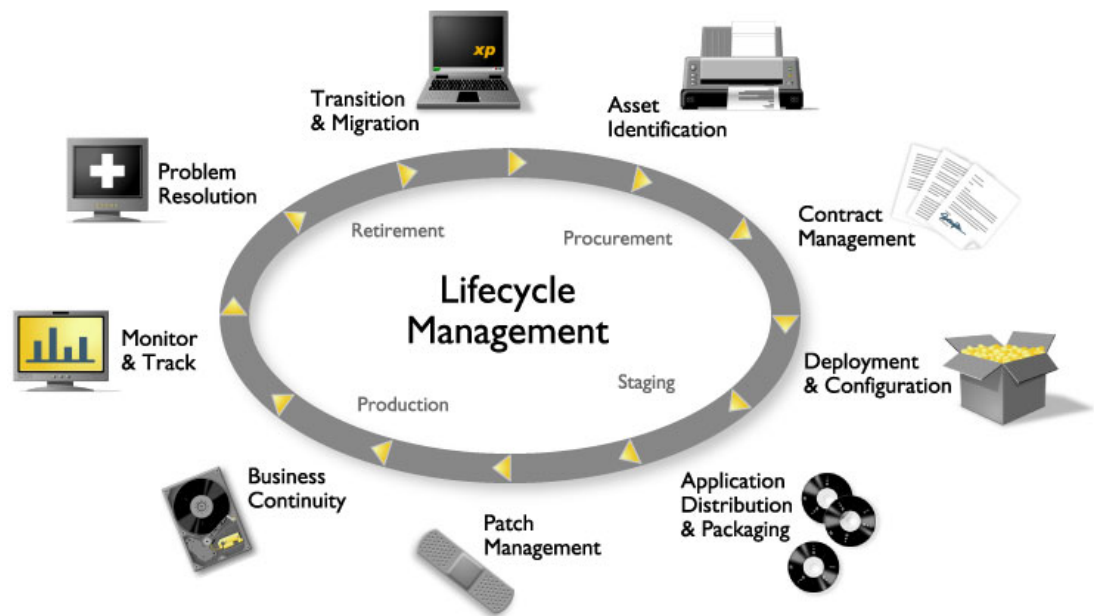 xp
Transition
& Migration
Asset
Identification
Problem
Resolution
Contract
Management
Retirement
Procurement
Lifecycle
Management
Monitor
& Track
Deployment
& Configuration
Staging
Production
Business
Continuity
Application
Distribution
& Packaging
Patch
Management